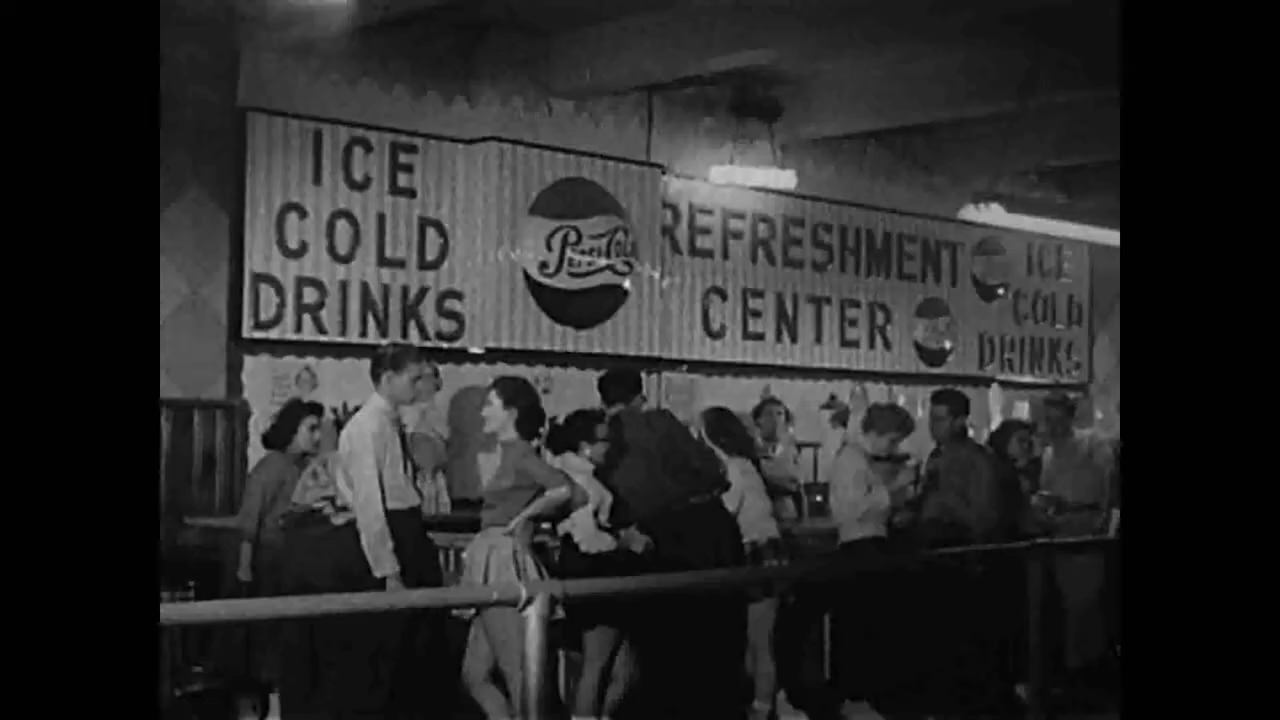 ICE
COLD
DRINKS
Pepsi-Cola
REFRESHMENT
CENTER
ICE
COLD
DRINKS